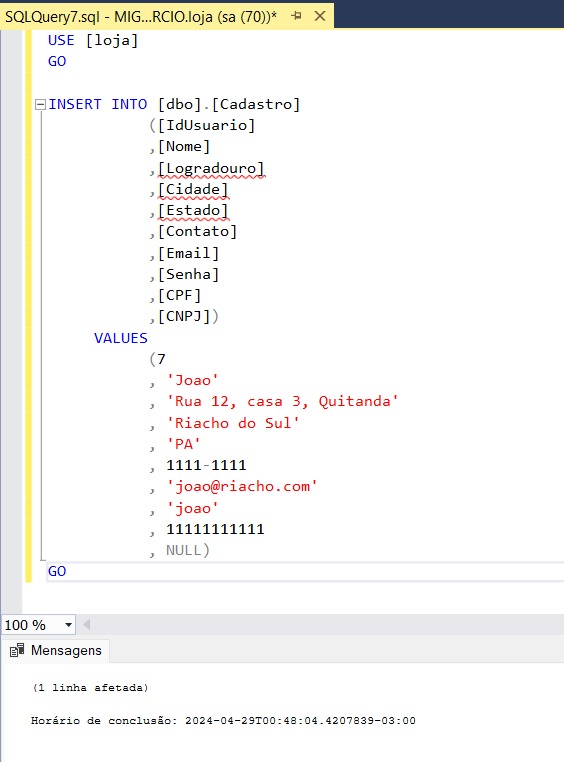 SQLQuery7.sql - MIG...RCIO.loja (sa (70))*
USE [loja]
GO
INSERT INTO [dbo].[Cadastro]
([IdUsuario]
,[Nome]
,[Logradouro]
,[Cidade]
,[Estado]
,[Contato]
,[Email]
,[Senha]
,[CPF]
,[CNPJ])
VALUES
(7
, 'Joao'
, 'Rua 12, casa 3, Quitanda'
, 'Riacho do Sul'
, 'PA'
, 1111-1111
, 'joao@riacho.com'
, 'joao'
, 11111111111
, NULL)
GO
100 %
Mensagens
(1 linha afetada)
Horário de conclusão: 2024-04-29T00:48:04.4207839-03:00